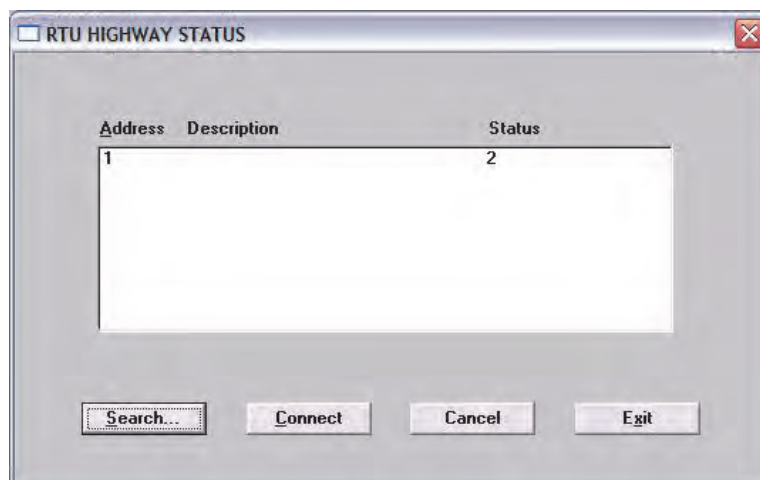 RTU HIGHWAY STATUS
Address Description Status
1 2
Search... Connect Cancel Exit